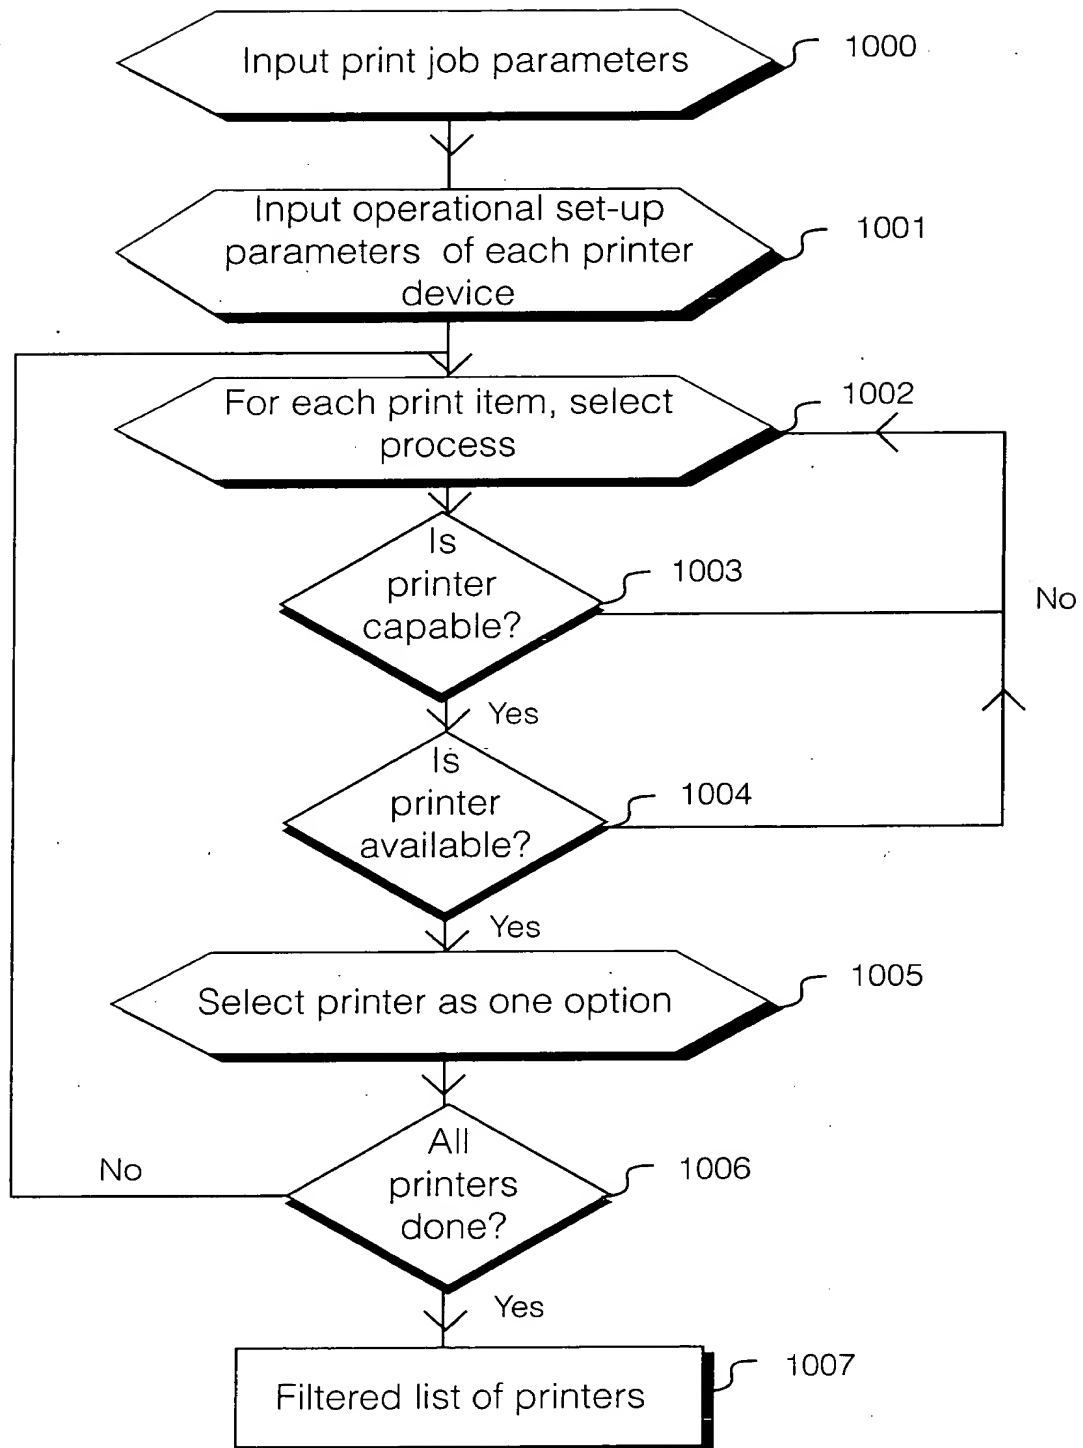 Input print job parameters
1000
Input operational set-up
parameters of each printer
device
1001
For each print item, select
process
1002
Is
printer
capable?
1003
No
Yes
Is
printer
available?
1004
Yes
Select printer as one option
1005
All
printers
done?
1006
No
Yes
Filtered list of printers
1007